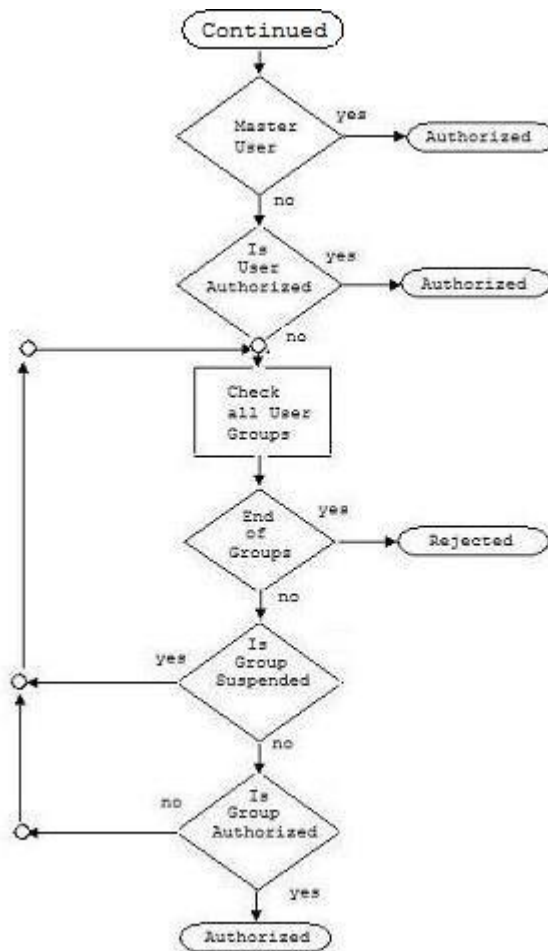 Continued
yes
Master
User
Authorized
no
Is
User
Authorized
yes
Authorized
no
Check
all User
Groups
yes
End
of
Groups
Rejected
no
Is
Group
Suspended
yes
no
no
Is
Group
Authorized
yes
Authorized